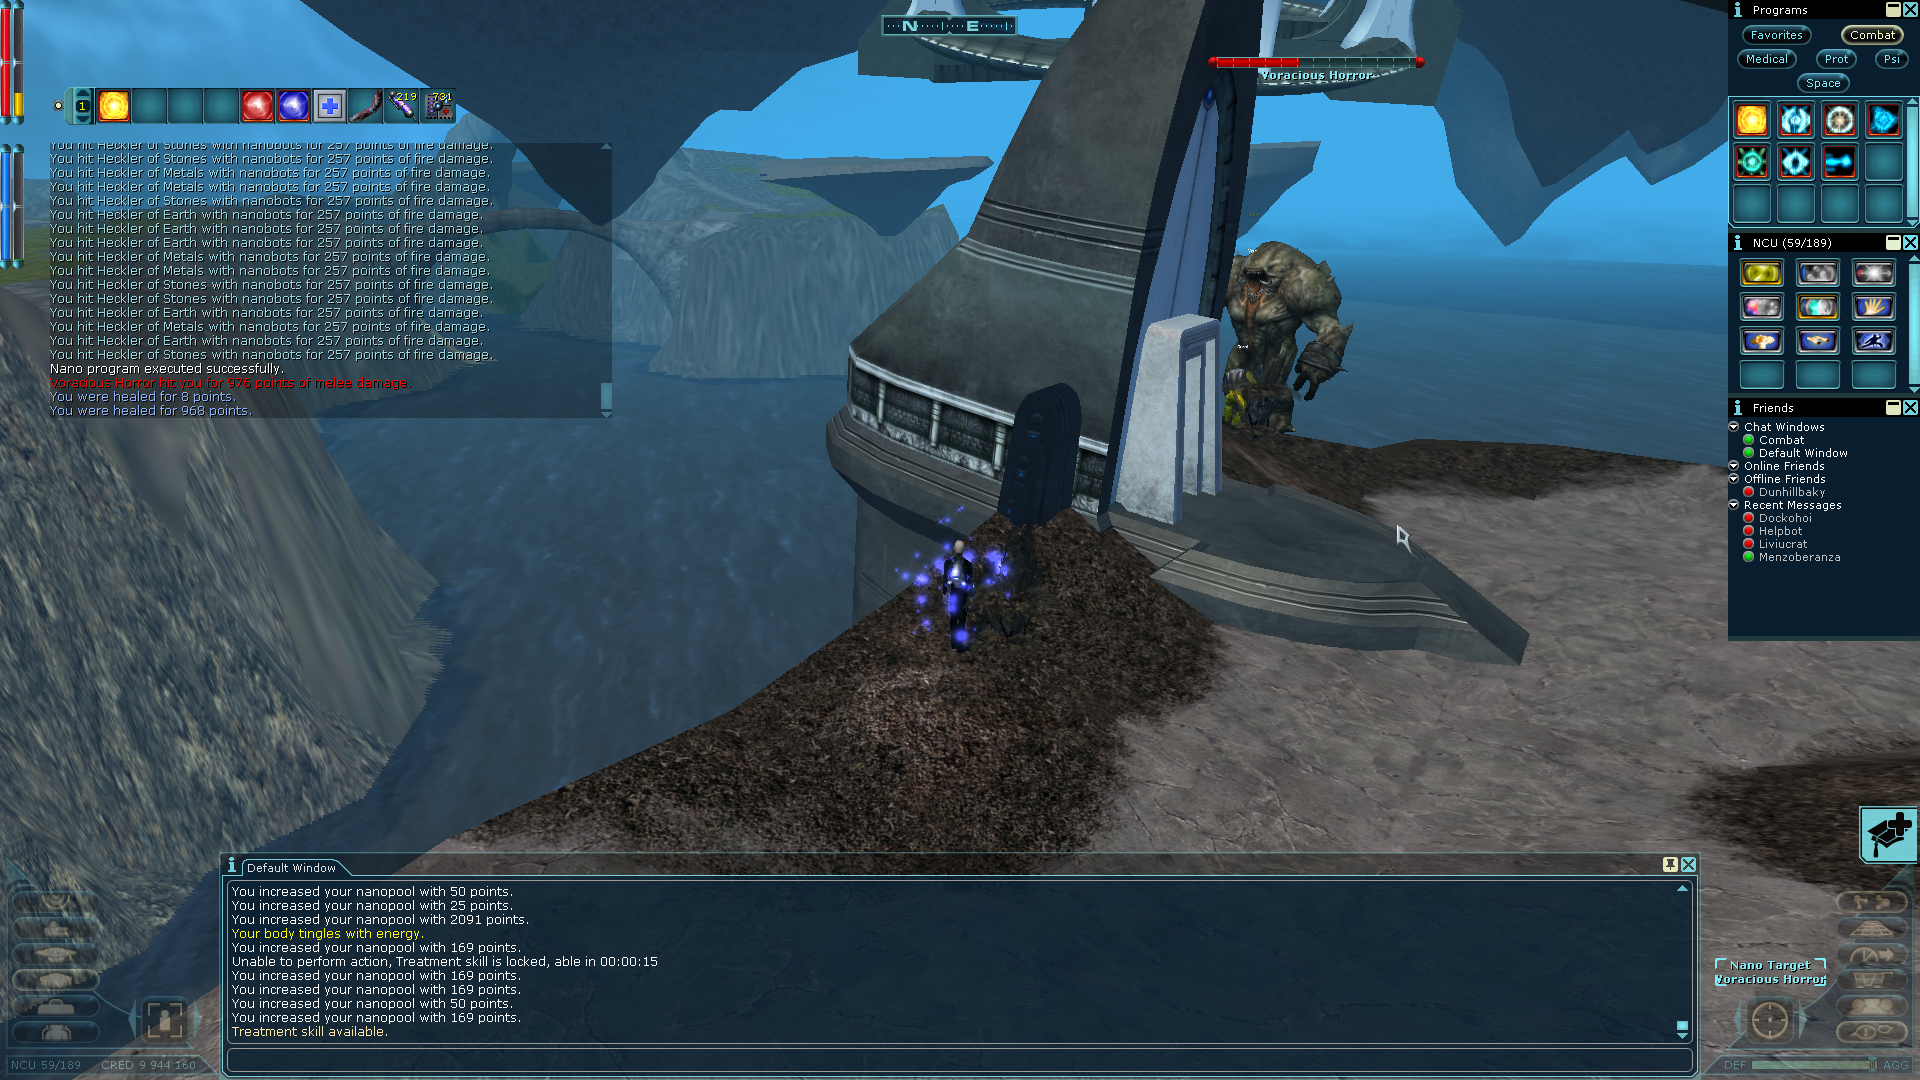 N E
Voracious Horror
1
219
731
You hit Heckler of Stones with nanobots for 257 points of fire damage.
You hit Heckler of Stones with nanobots for 257 points of fire damage.
You hit Heckler of Metals with nanobots for 257 points of fire damage.
You hit Heckler of Metals with nanobots for 257 points of fire damage.
You hit Heckler of Stones with nanobots for 257 points of fire damage.
You hit Heckler of Earth with nanobots for 257 points of fire damage.
You hit Heckler of Earth with nanobots for 257 points of fire damage.
You hit Heckler of Earth with nanobots for 257 points of fire damage.
You hit Heckler of Metals with nanobots for 257 points of fire damage.
You hit Heckler of Metals with nanobots for 257 points of fire damage.
You hit Heckler of Stones with nanobots for 257 points of fire damage.
You hit Heckler of Stones with nanobots for 257 points of fire damage.
You hit Heckler of Earth with nanobots for 257 points of fire damage.
You hit Heckler of Metals with nanobots for 257 points of fire damage.
You hit Heckler of Earth with nanobots for 257 points of fire damage.
You hit Heckler of Stones with nanobots for 257 points of fire damage.
Nano program executed successfully.
Voracious Horror hit you for 976 points of melee damage.
You were healed for 8 points.
You were healed for 968 points.
Programs
Favorites
Combat
Medical
Prot
Psi
Space
NCU (59/189)
Friends
Chat Windows
Combat
Default Window
Online Friends
Offline Friends
Dunhillbaky
Recent Messages
Dockohoi
Helpbot
Liviucrat
Menzoberanza
Default Window
You increased your nanopool with 50 points.
You increased your nanopool with 25 points.
You increased your nanopool with 2091 points.
Your body tingles with energy.
You increased your nanopool with 169 points.
Unable to perform action, Treatment skill is locked, able in 00:00:15
You increased your nanopool with 169 points.
You increased your nanopool with 169 points.
You increased your nanopool with 50 points.
You increased your nanopool with 169 points.
Treatment skill available.
Nano Target
Voracious Horror
NCU 59/189
CRED 9 944 160
DEF
AGG